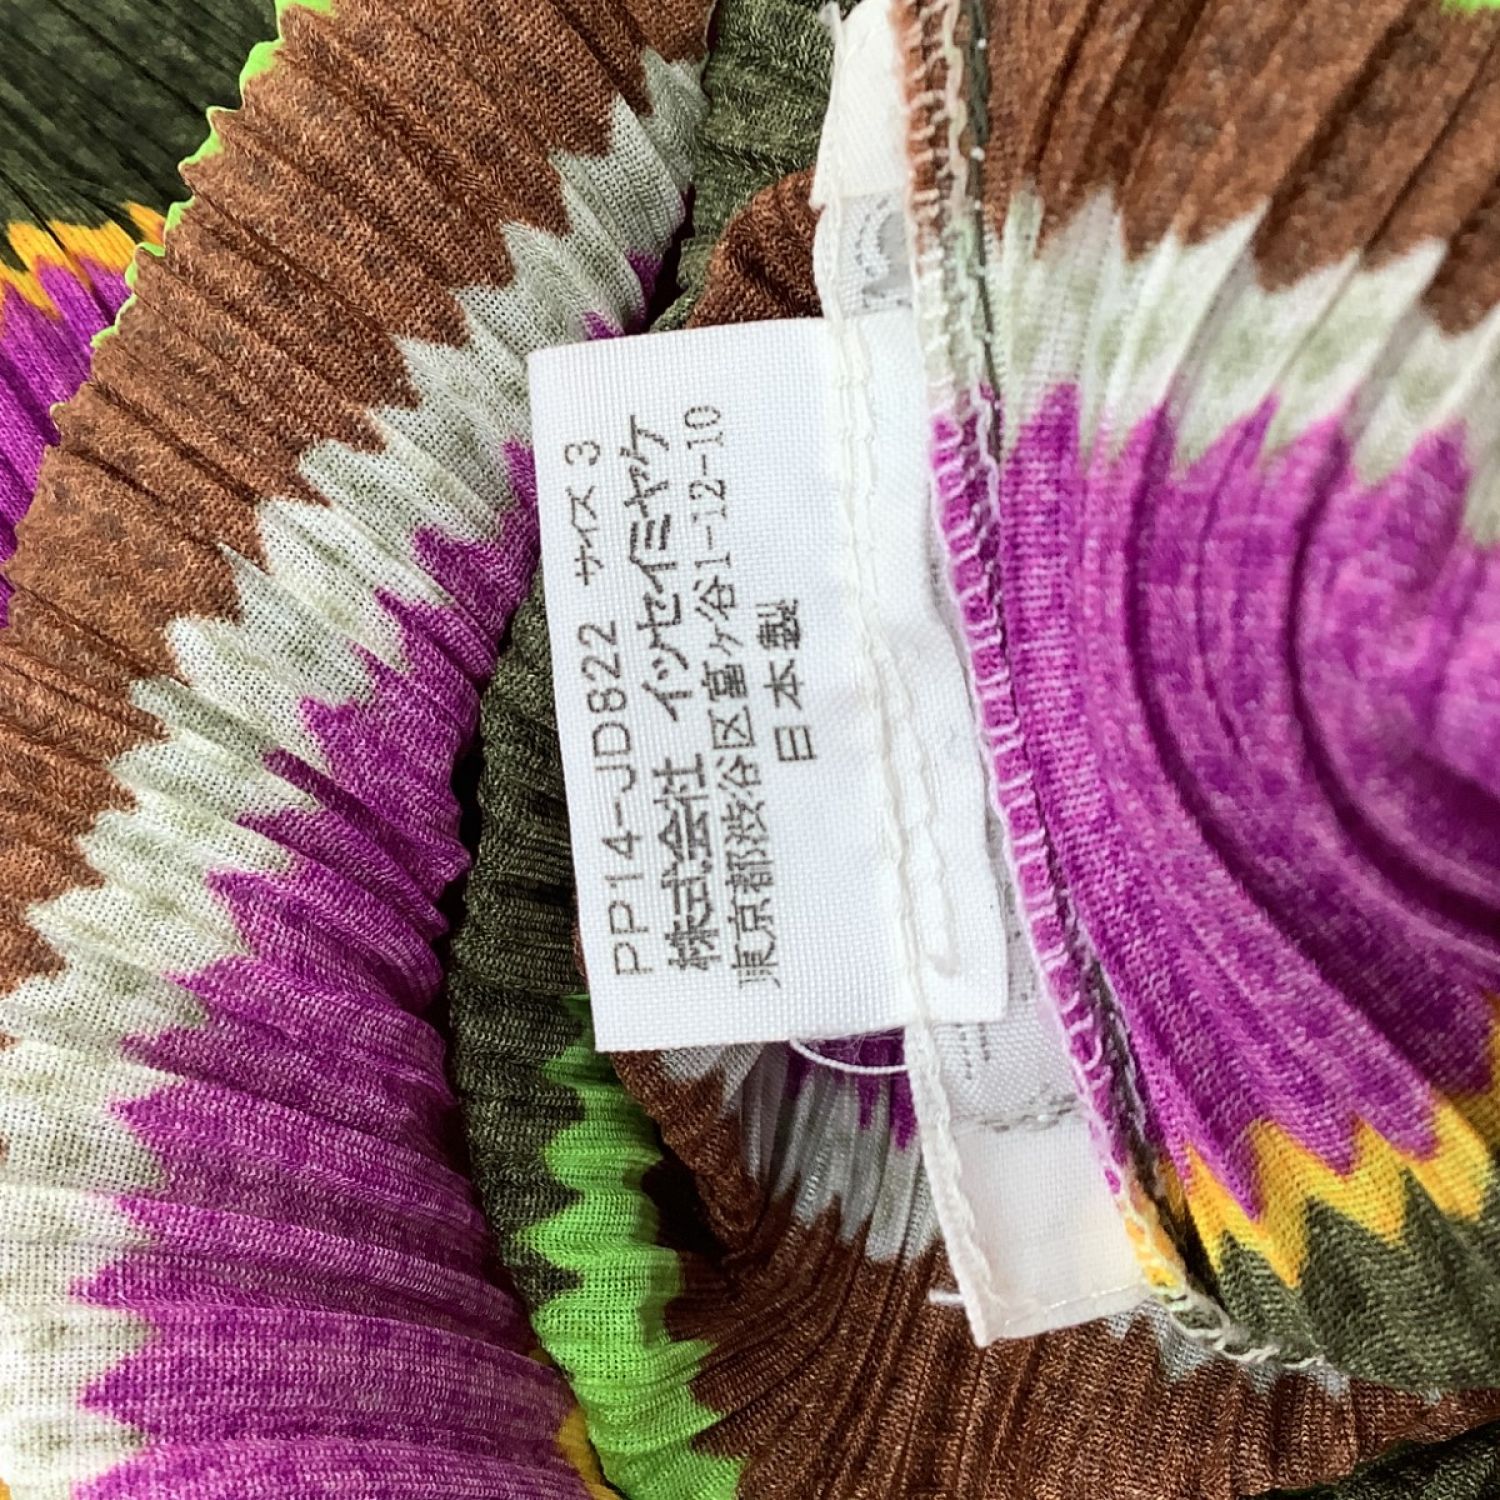 PP14-JD822 サイズ 3
株式会社 イッセイミヤケ
東京都渋谷区富ヶ谷1-12-10
日本製